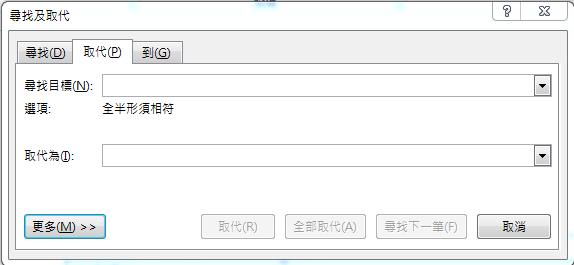 尋找及取代
尋找(D) 取代(P) 到(G)
尋找目標(N):
選項: 全半形須相符
取代為(I):
更多(M) >> 取代(R) 全部取代(A) 尋找下一筆(F) 取消